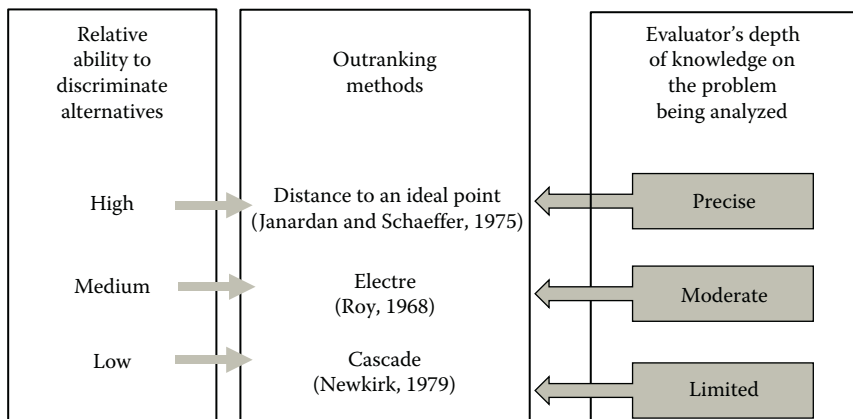 Relative
ability to
discriminate
alternatives
High
Medium
Low
Outranking
methods
Distance to an ideal point
(Janardan and Schaeffer, 1975)
Electre
(Roy, 1968)
Cascade
(Newkirk, 1979)
Evaluator’s depth
of knowledge on
the problem
being analyzed
Precise
Moderate
Limited